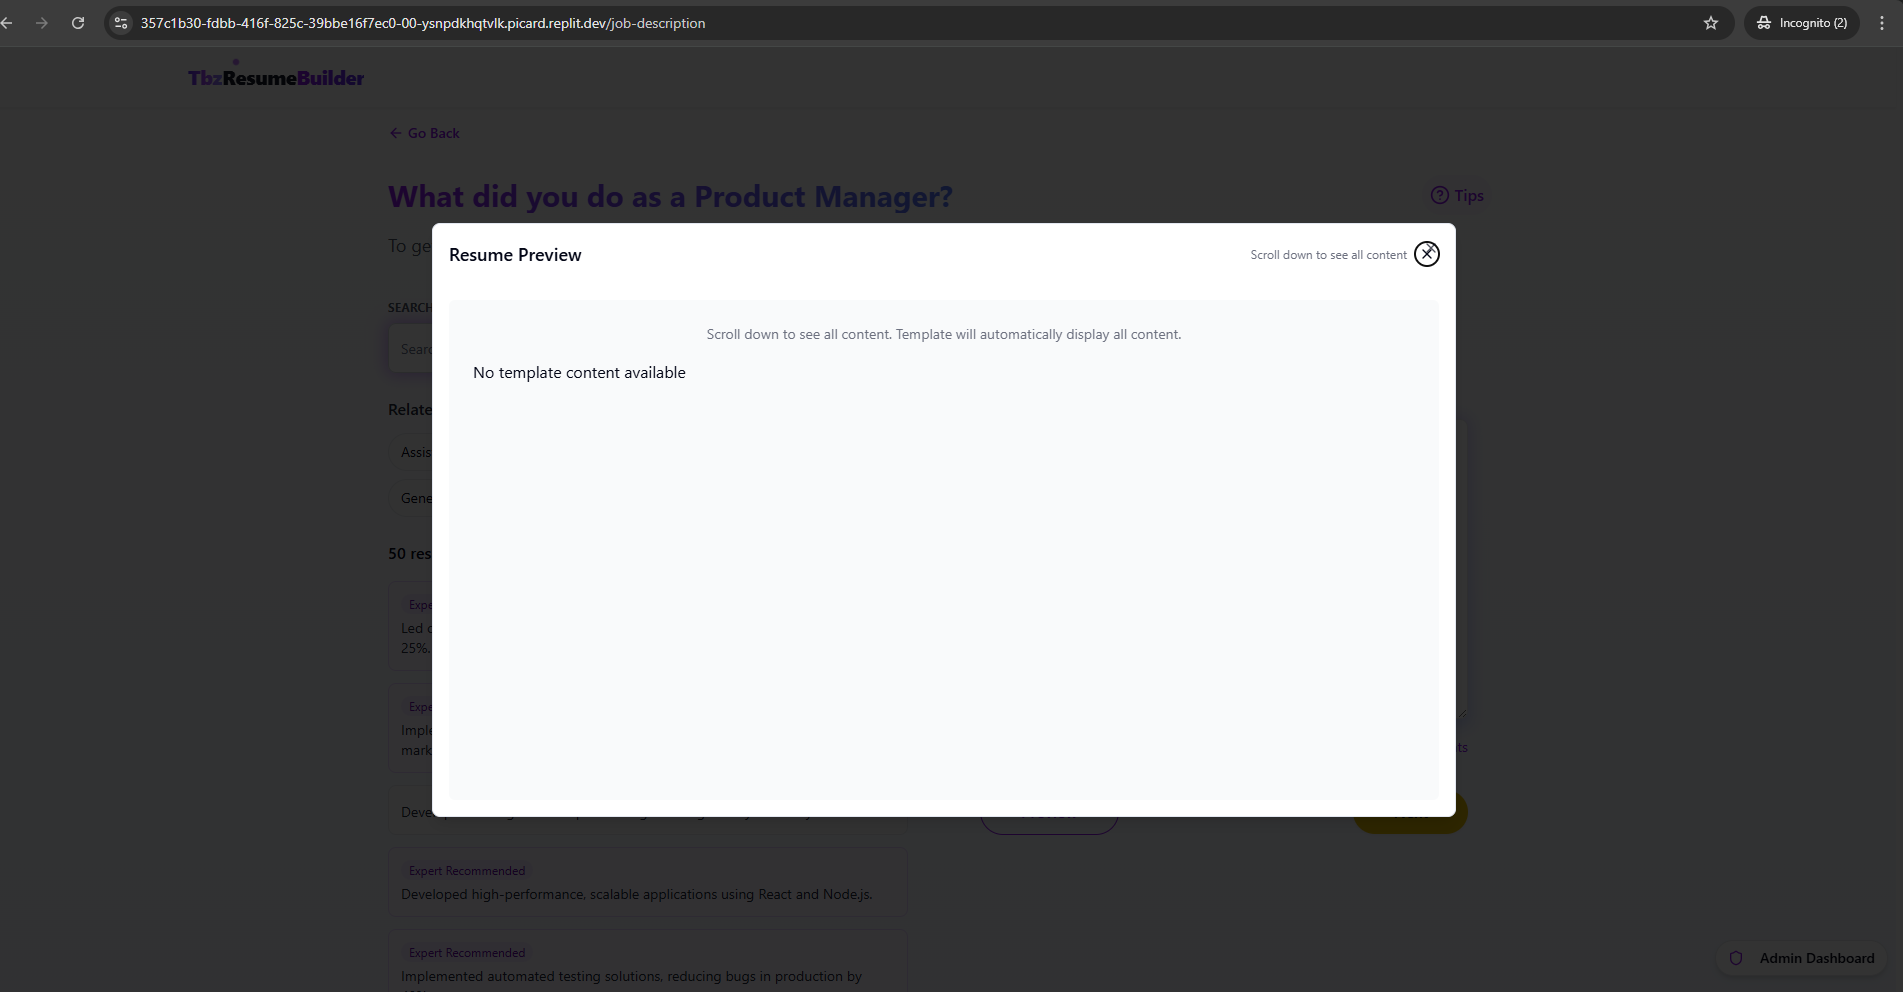 357c1b30-fdbb-416f-825c-39bbe16f7ec0-00-ysnpdkhqtvlk.picard.replit.dev/job-description
Incognito (2)
TbzResumeBuilder
Go Back
What did you do as a Product Manager?
Tips
To ge
Resume Preview
Scroll down to see all content
SEARCH
Searc
Scroll down to see all content. Template will automatically display all content.
No template content available
Relate
Assis
Gene
50 res
Expe
Led c
25%.
Expe
Imple
mark
ts
Deve
Expert Recommended
Developed high-performance, scalable applications using React and Node.js.
Expert Recommended
Admin Dashboard
Implemented automated testing solutions, reducing bugs in production by